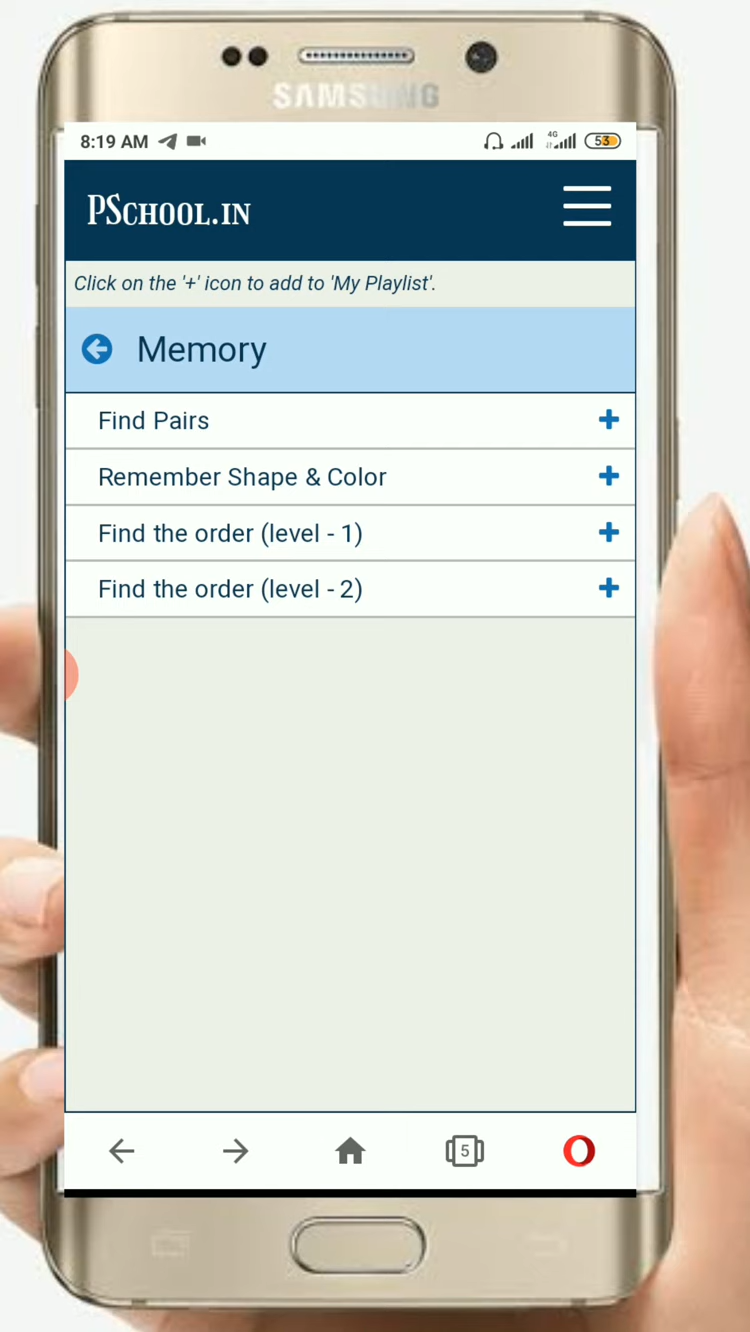 SAMSUNG
8:19 AM
4G
53
PSCHOOL.IN
Click on the '+' icon to add to 'My Playlist'.
Memory
Find Pairs
Remember Shape & Color
Find the order (level - 1)
Find the order (level - 2)
5